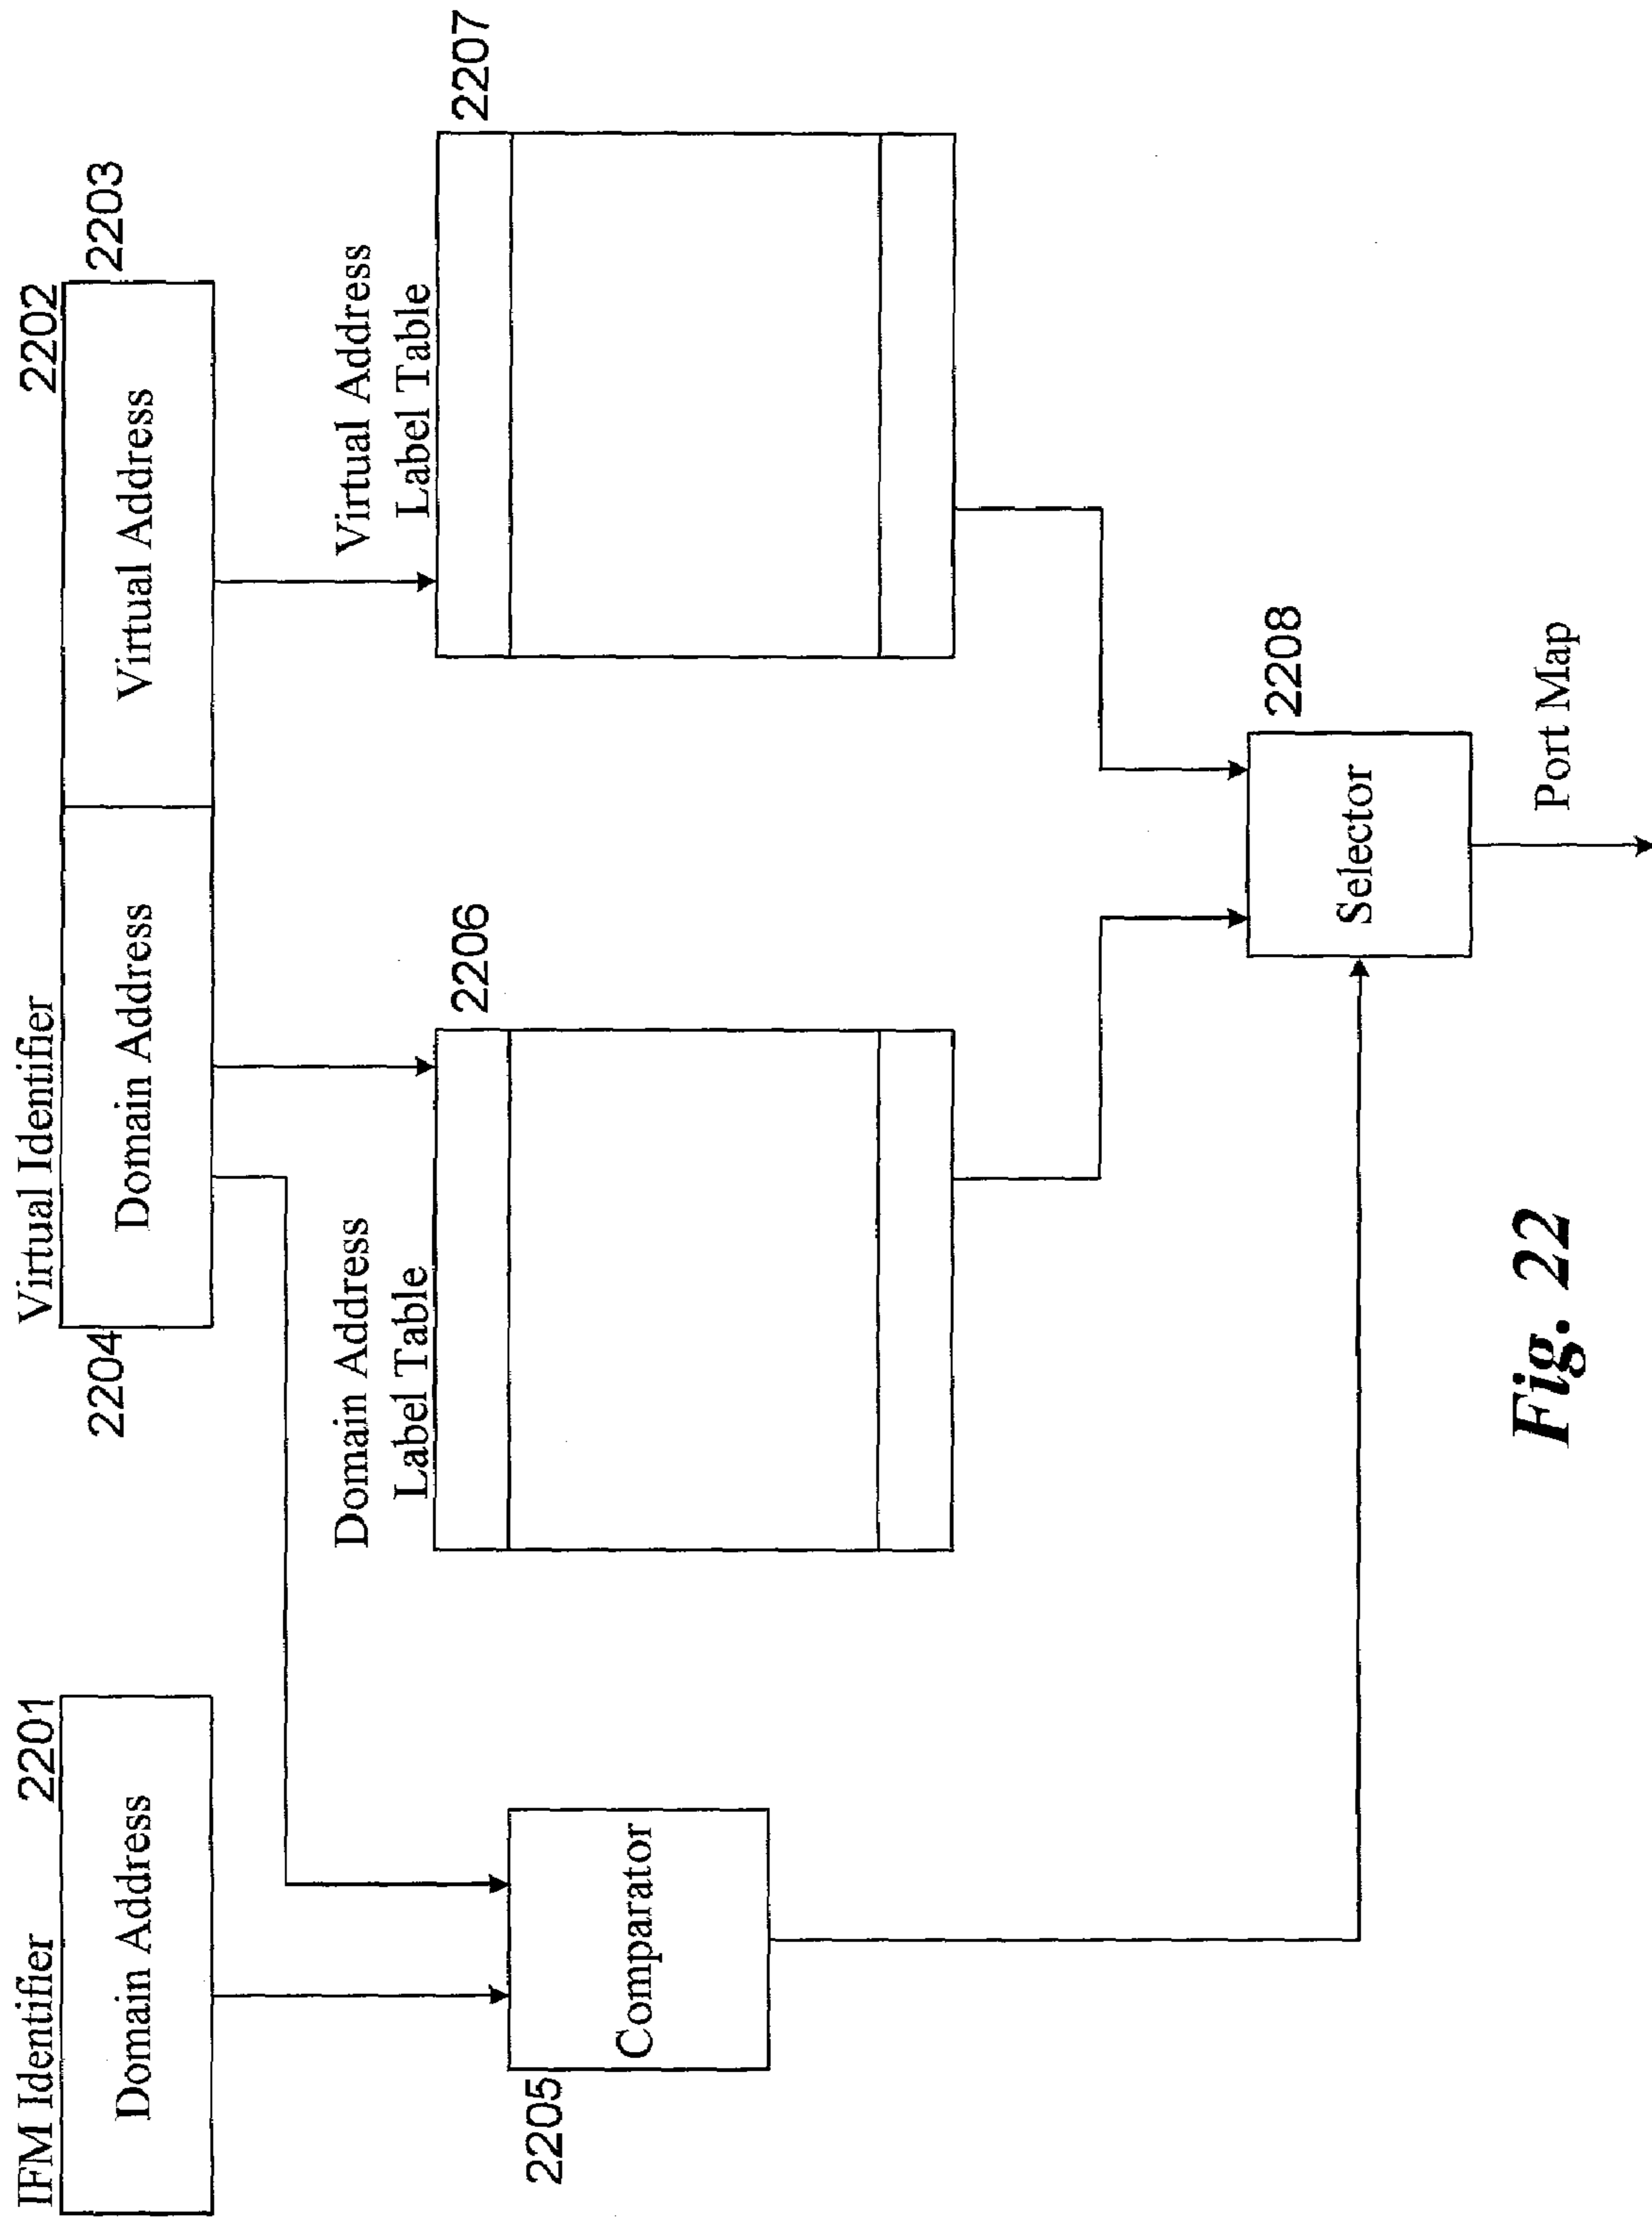 IFM Identifier
2201
Domain Address
Virtual Identifier
2202
2204
Domain Address
Virtual Address
2203
Domain Address
Label Table
2206
Virtual Address
Label Table
2207
2205
Comparator
Selector
2208
Port Map
Fig. 22